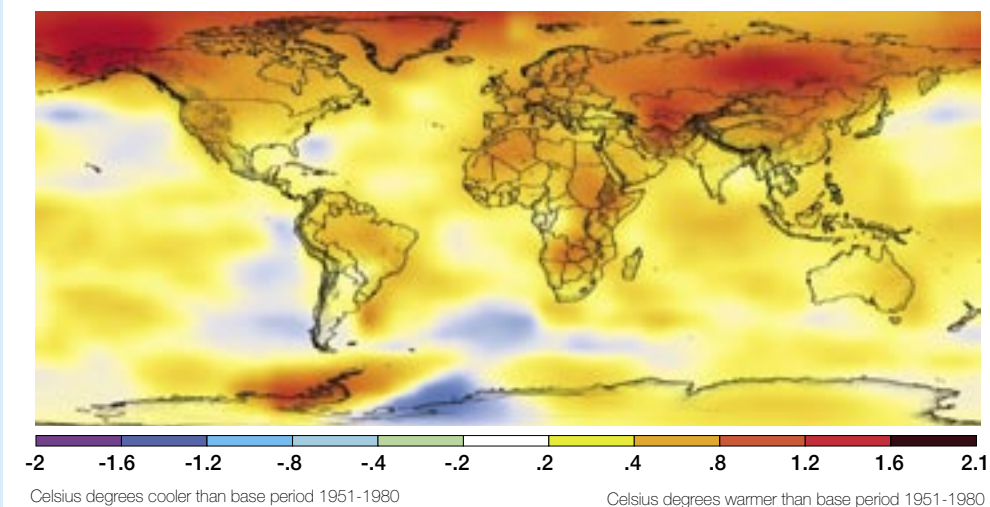 -2 -1.6 -1.2 -.8 -.4 -.2 .2 .4 .8 1.2 1.6 2.1
Celsius degrees cooler than base period 1951-1980 Celsius degrees warmer than base period 1951-1980